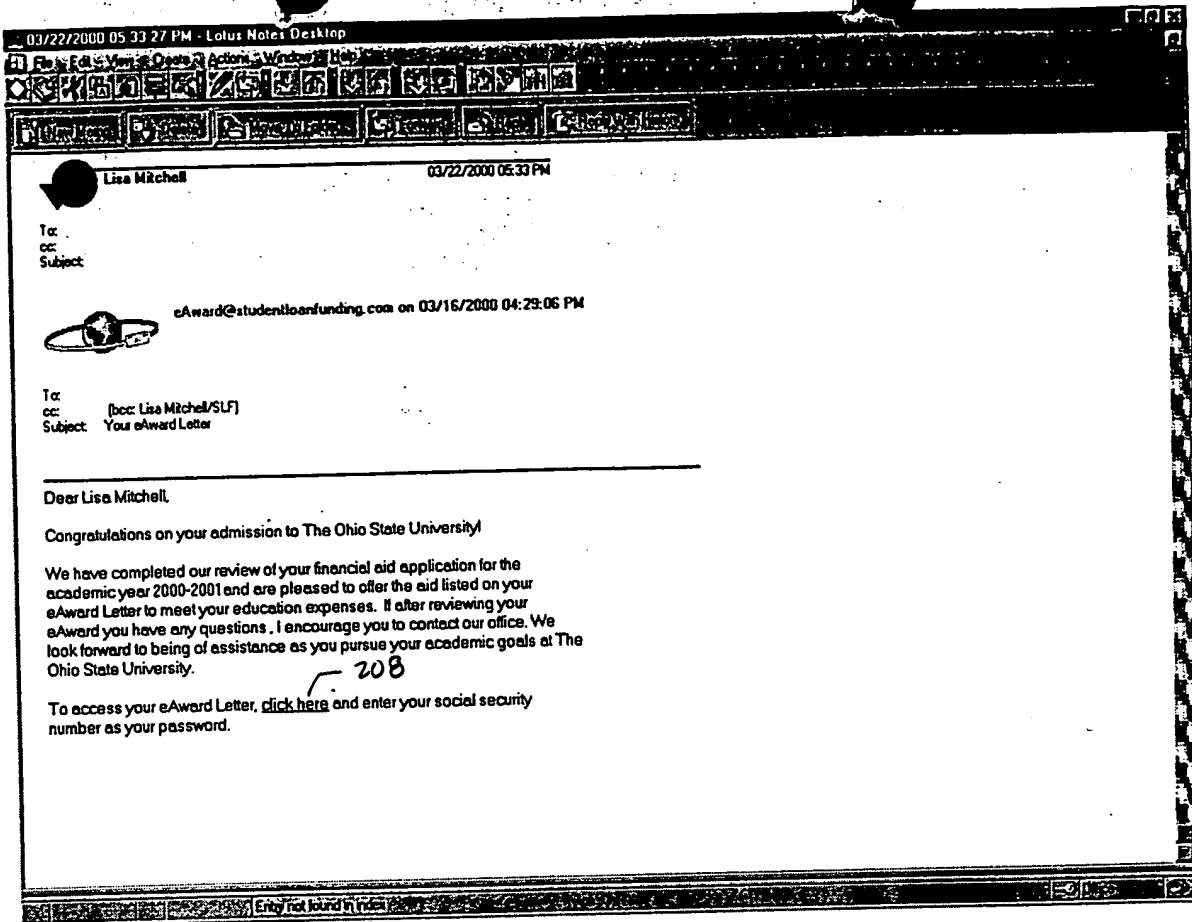 03/22/2000 05 33 27 PM - Lotus Notes Desktop
File Edit View Create Actions Window Help
Lisa Mitchell 03/22/2000 05:33 PM
To:
cc:
Subject:
eAward@studentloanfunding.com on 03/16/2000 04:29:06 PM
To:
cc: (bcc: Lisa Mitchell/SLF)
Subject: Your eAward Letter
Dear Lisa Mitchell,
Congratulations on your admission to The Ohio State University!
We have completed our review of your financial aid application for the
academic year 2000-2001 and are pleased to offer the aid listed on your
eAward Letter to meet your education expenses. If after reviewing your
eAward you have any questions , I encourage you to contact our office. We
look forward to being of assistance as you pursue your academic goals at The
Ohio State University.
208
To access your eAward Letter, click here and enter your social security
number as your password.
Entry not found in index